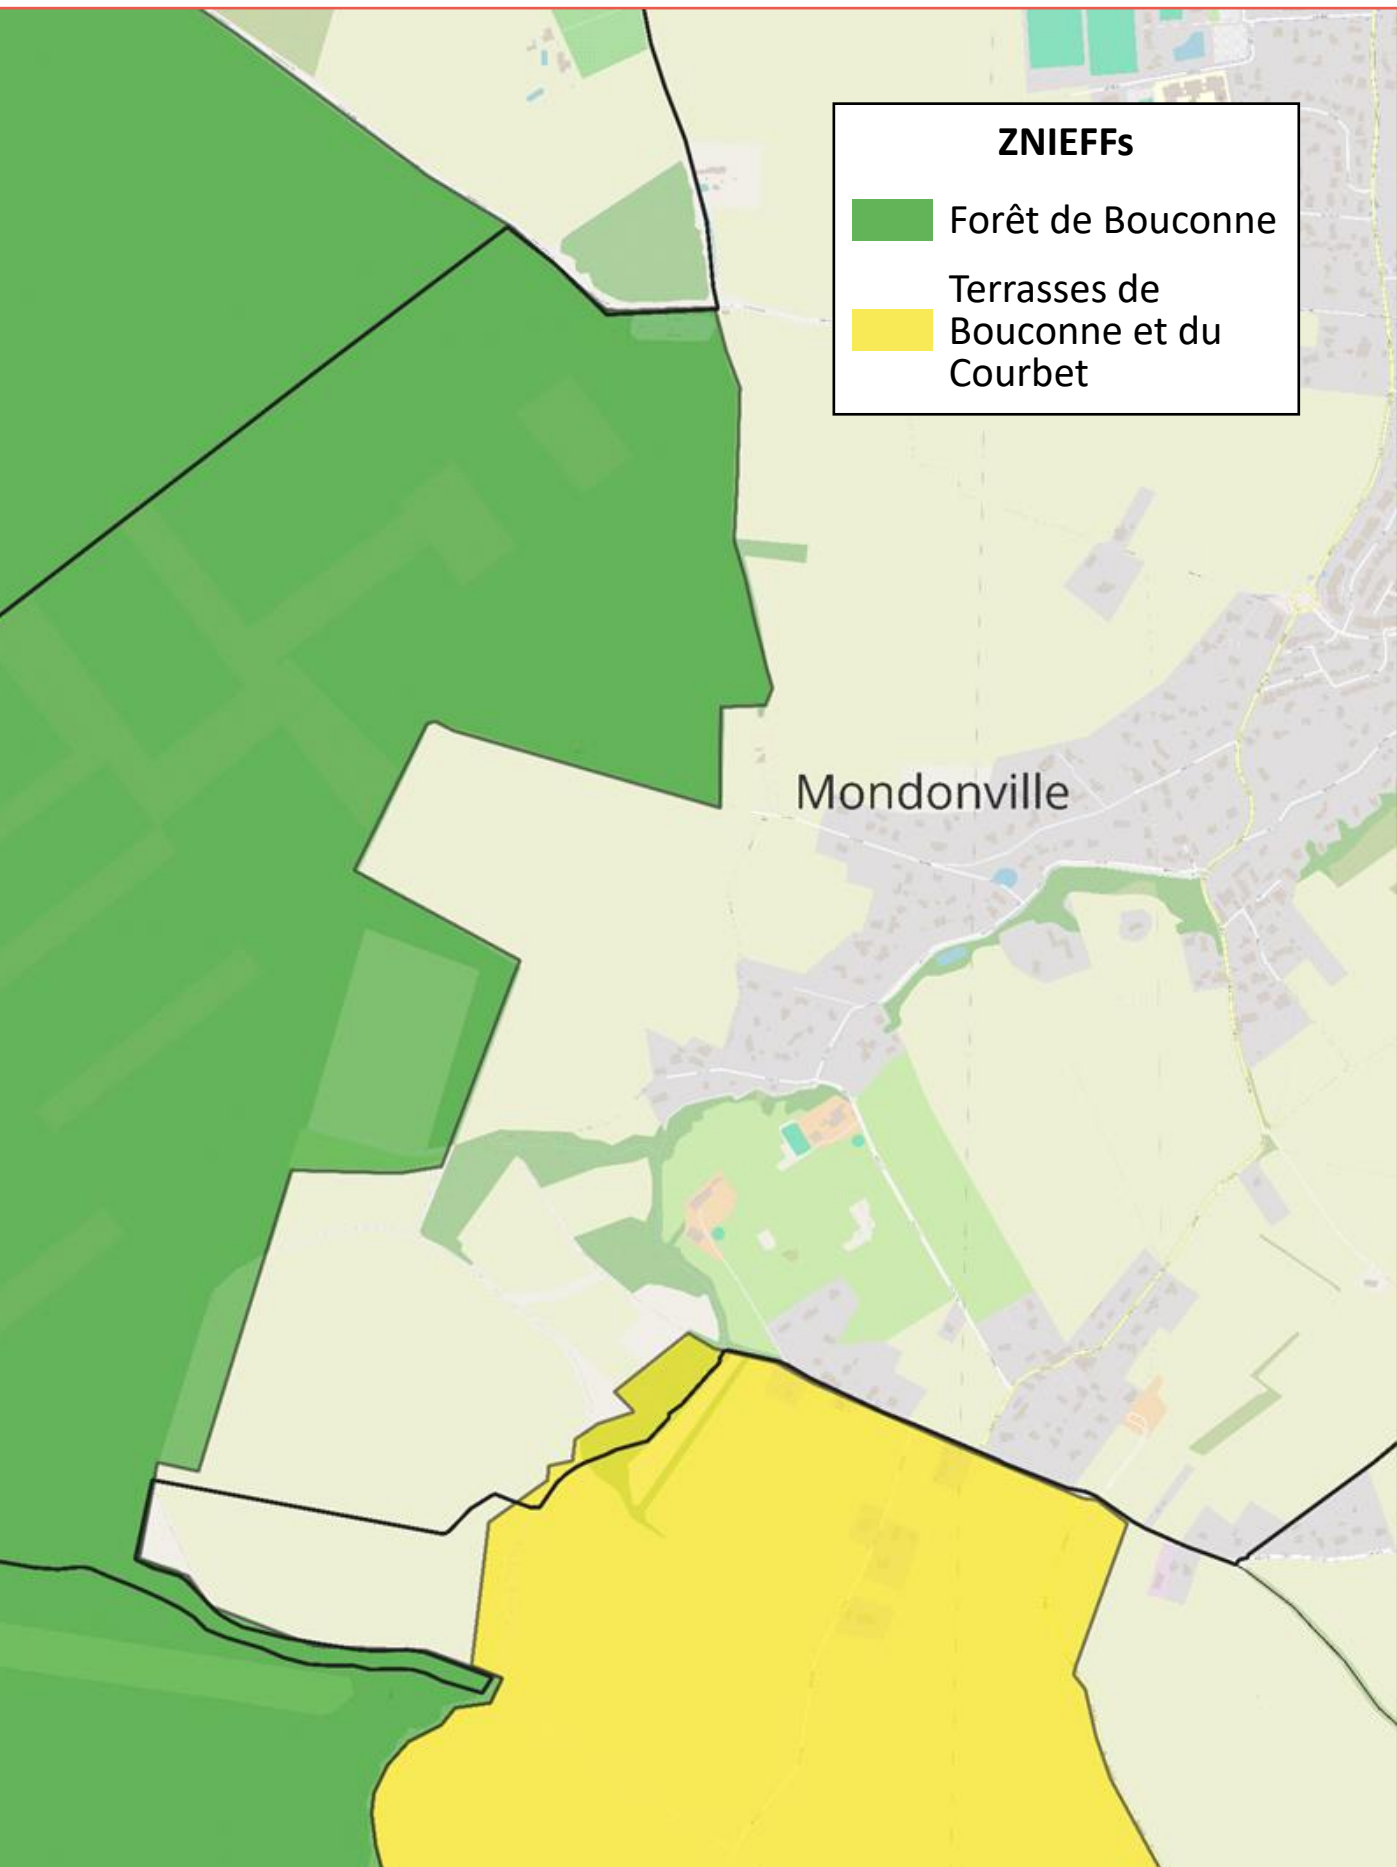 ZNIEFFs
Forêt de Bouconne
Terrasses de
Bouconne et du
Courbet
Mondonville